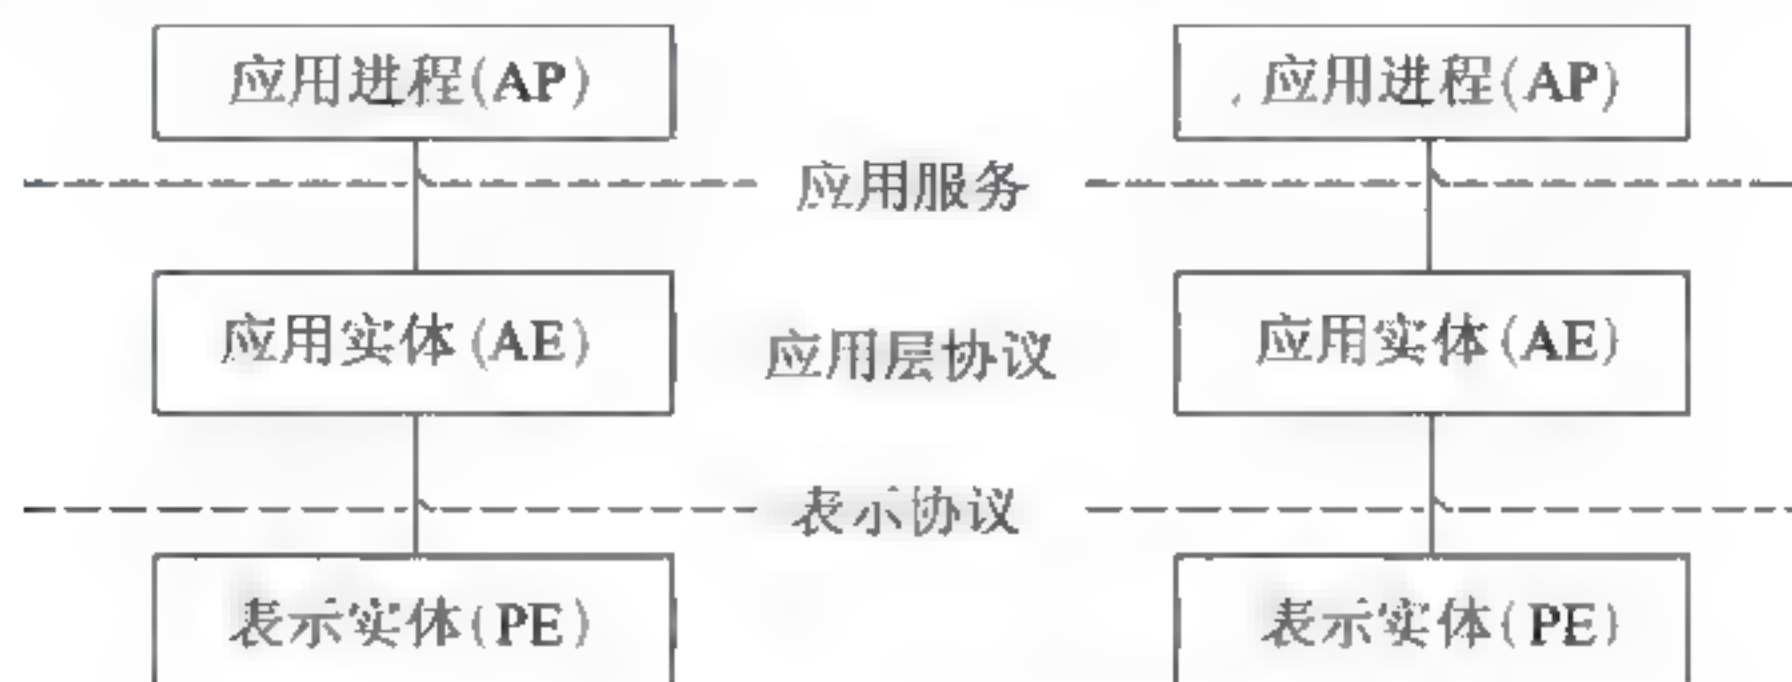 应用进程(AP) 应用进程(AP)
应用服务
应用实体(AE) 应用层协议 应用实体(AE)
表示协议
表示实体(PE) 表示实体(PE)